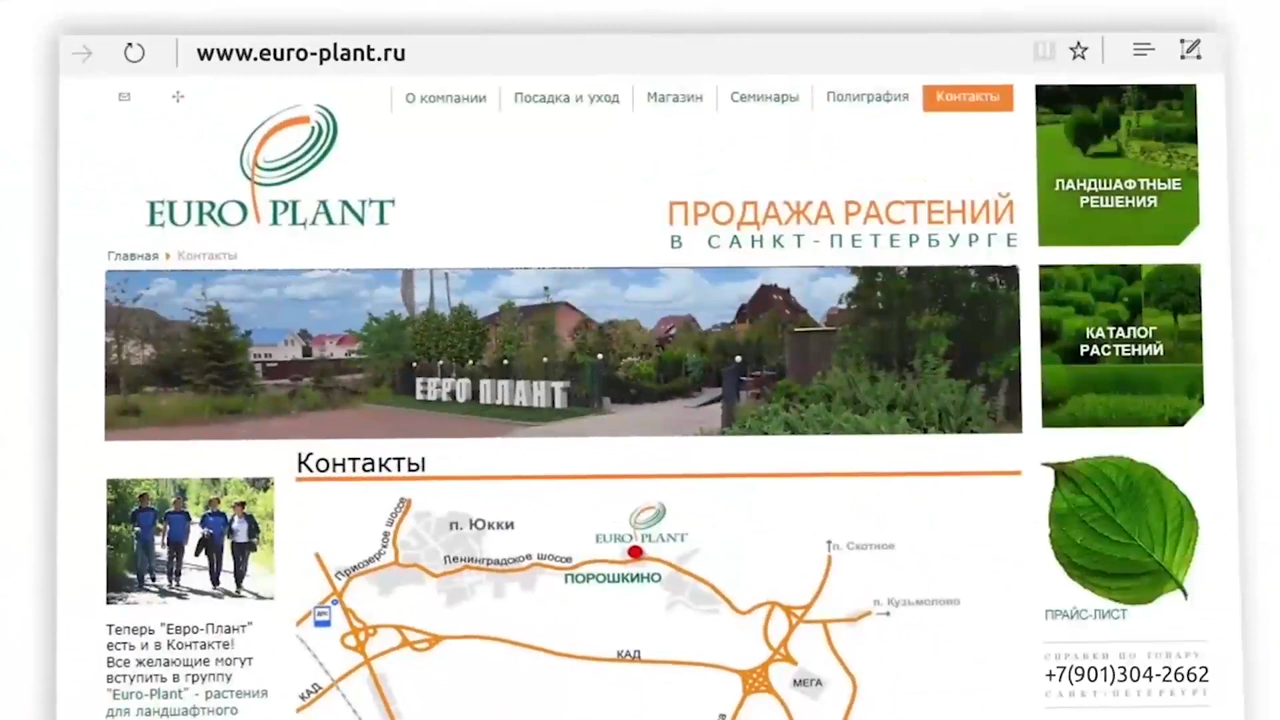 www.euro-plant.ru
О компании
Посадка и уход
Магазин
Семинары
Полиграфия
Контакты
EURO PLANT
ПРОДАЖА РАСТЕНИЙ
В САНКТ-ПЕТЕРБУРГЕ
ЛАНДШАФТНЫЕ
РЕШЕНИЯ
Главная
Контакты
ЕВРО ПЛАНТ
КАТАЛОГ
РАСТЕНИЙ
Контакты
Приозерское шоссе
п. Юкки
Ленинградское шоссе
EURO PLANT
ПОРОШКИНО
п. Скотное
п. Кузьмолово
ДПС
КАД
КАД
МЕГА
ПРАЙС-ЛИСТ
СПРАВКИ ПО ТОВАРУ
+7(901)304-2662
САНКТ-ПЕТЕРБУРГ
Теперь "Евро-Плант"
есть и в Контакте!
Все желающие могут
вступить в группу
"Euro-Plant" - растения
для ландшафтного